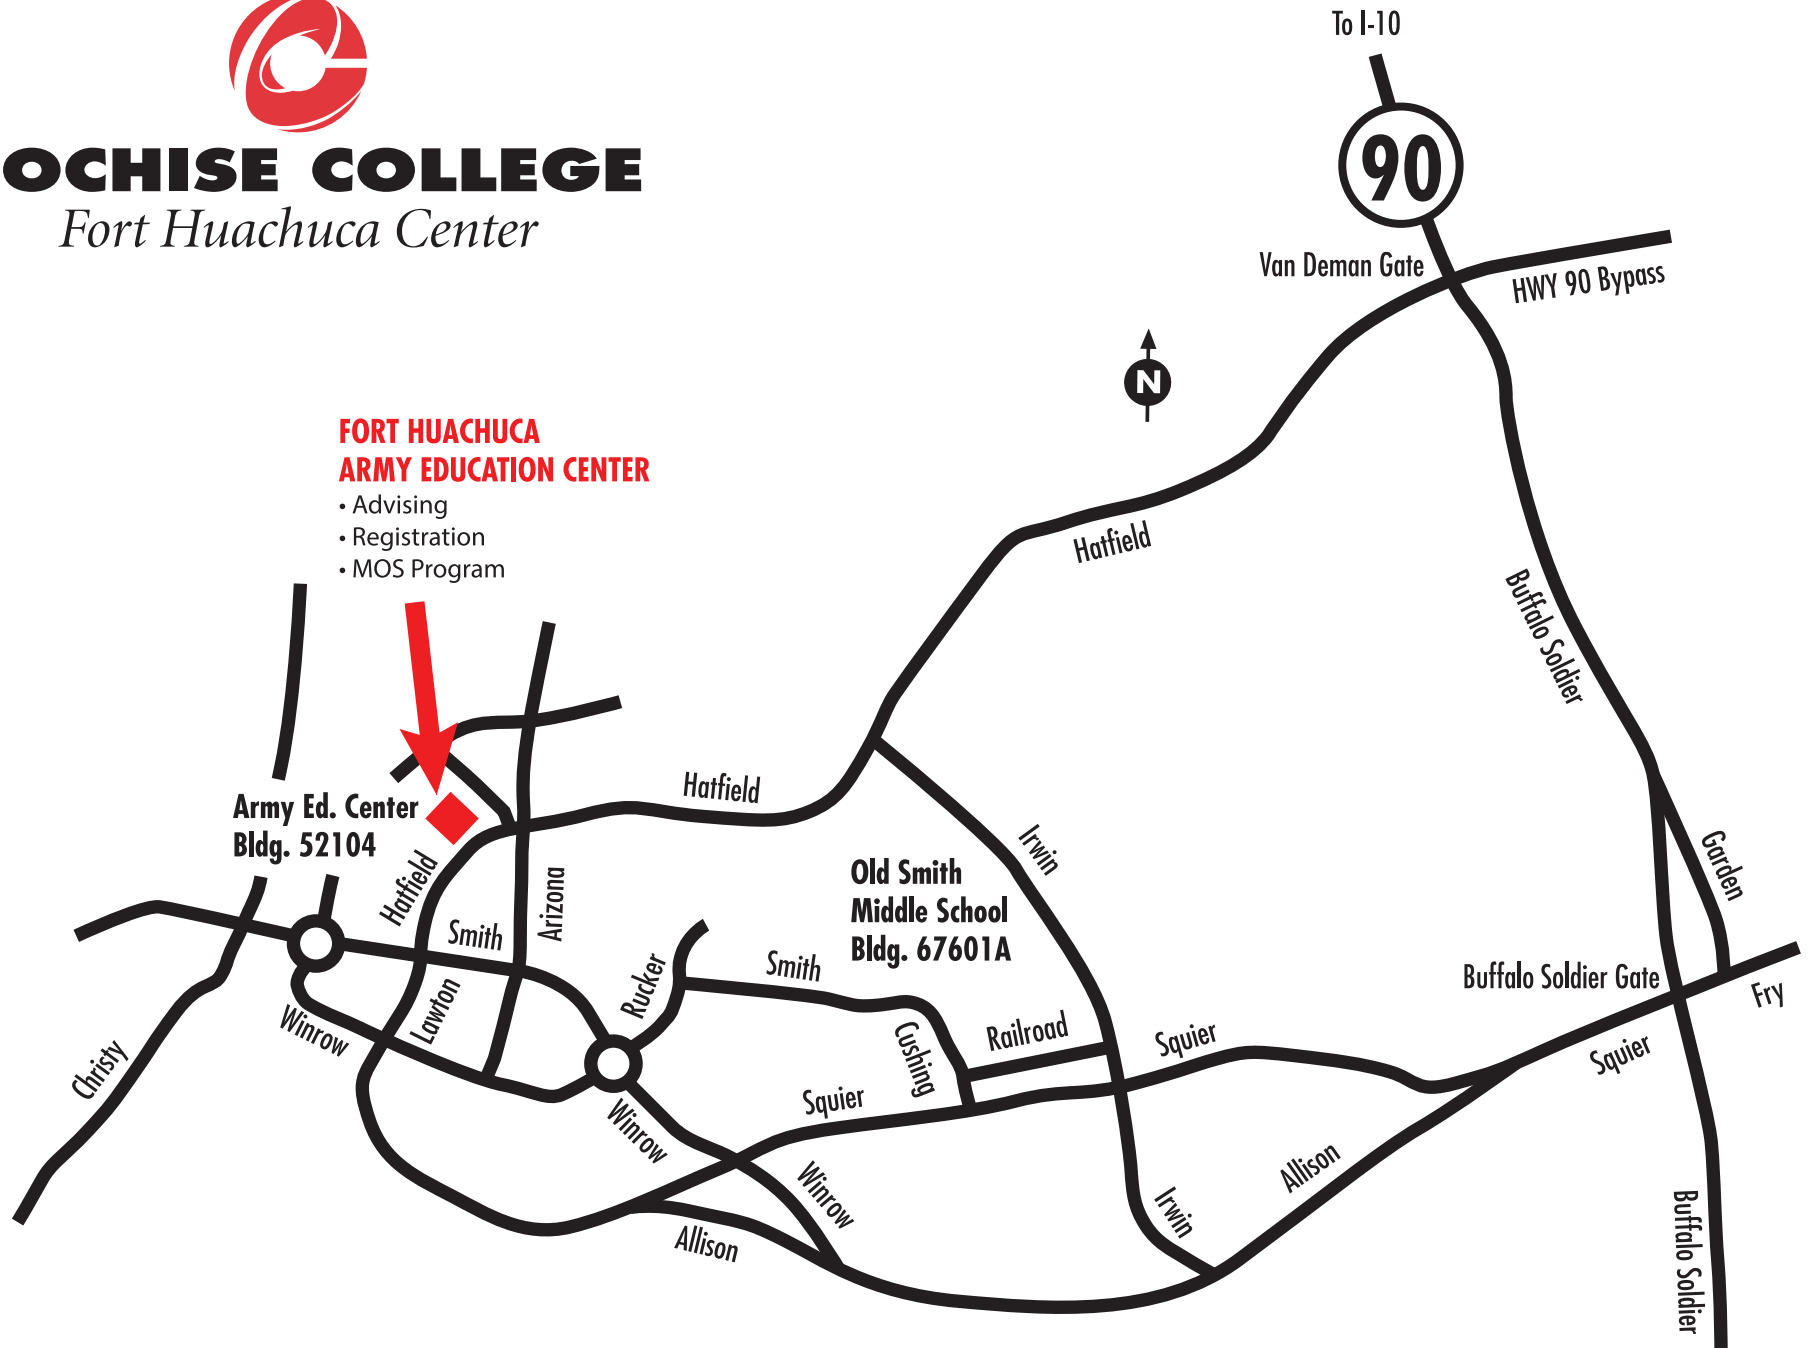 OCHISE COLLEGE
Fort Huachuca Center
To I-10
90
Van Deman Gate
HWY 90 Bypass
N
FORT HUACHUCA
ARMY EDUCATION CENTER
• Advising
• Registration
• MOS Program
Hatfield
Buffalo Soldier
Hatfield
Army Ed. Center
Bldg. 52104
Hatfield
Arizona
Smith
Irwin
Old Smith
Middle School
Bldg. 67601A
Garden
Rucker
Smith
Buffalo Soldier Gate
Fry
Lawton
Winrow
Christy
Cushing
Railroad
Squier
Squier
Squier
Winrow
Winrow
Allison
Allison
Irwin
Buffalo Soldier